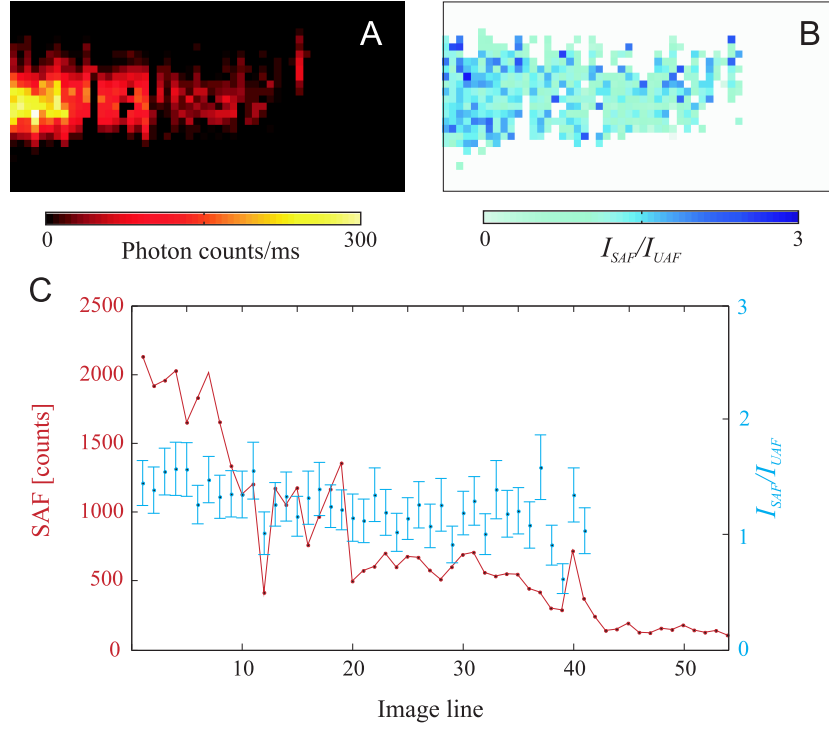 A
B
0
300
Photon counts/ms
0
3
I_SAF/I_UAF
C
2500
2000
1500
1000
500
0
SAF [counts]
3
2
1
0
I_SAF/I_UAF
10
20
30
40
50
Image line